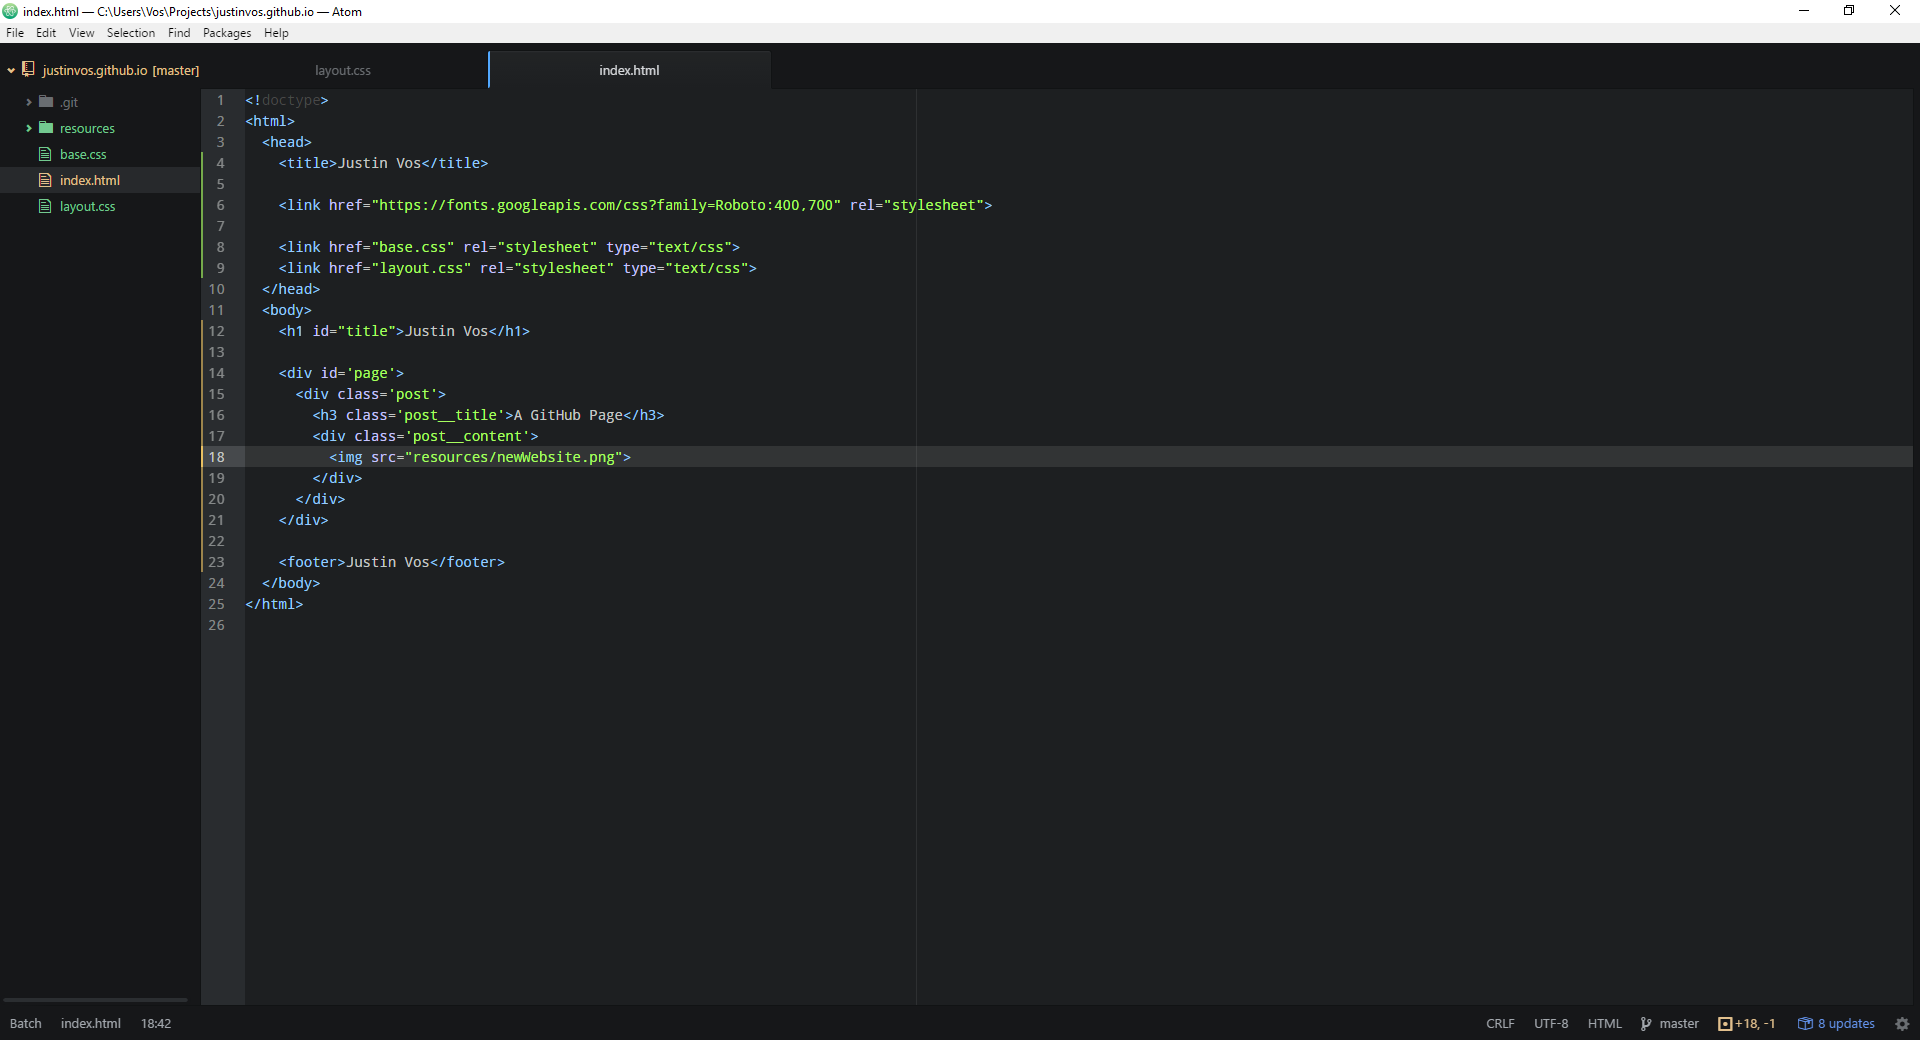 index.html — C:\Users\Vos\Projects\justinvos.github.io — Atom
File Edit View Selection Find Packages Help
justinvos.github.io [master]
.git
resources
base.css
index.html
layout.css
layout.css index.html
1 <!doctype>
2 <html>
3 <head>
4 <title>Justin Vos</title>
5
6 <link href="https://fonts.googleapis.com/css?family=Roboto:400,700" rel="stylesheet">
7
8 <link href="base.css" rel="stylesheet" type="text/css">
9 <link href="layout.css" rel="stylesheet" type="text/css">
10 </head>
11 <body>
12 <h1 id="title">Justin Vos</h1>
13
14 <div id='page'>
15 <div class='post'>
16 <h3 class='post__title'>A GitHub Page</h3>
17 <div class='post__content'>
18 <img src="resources/newWebsite.png">
19 </div>
20 </div>
21 </div>
22
23 <footer>Justin Vos</footer>
24 </body>
25 </html>
26
Batch index.html 18:42 CRLF UTF-8 HTML master +18, -1 8 updates